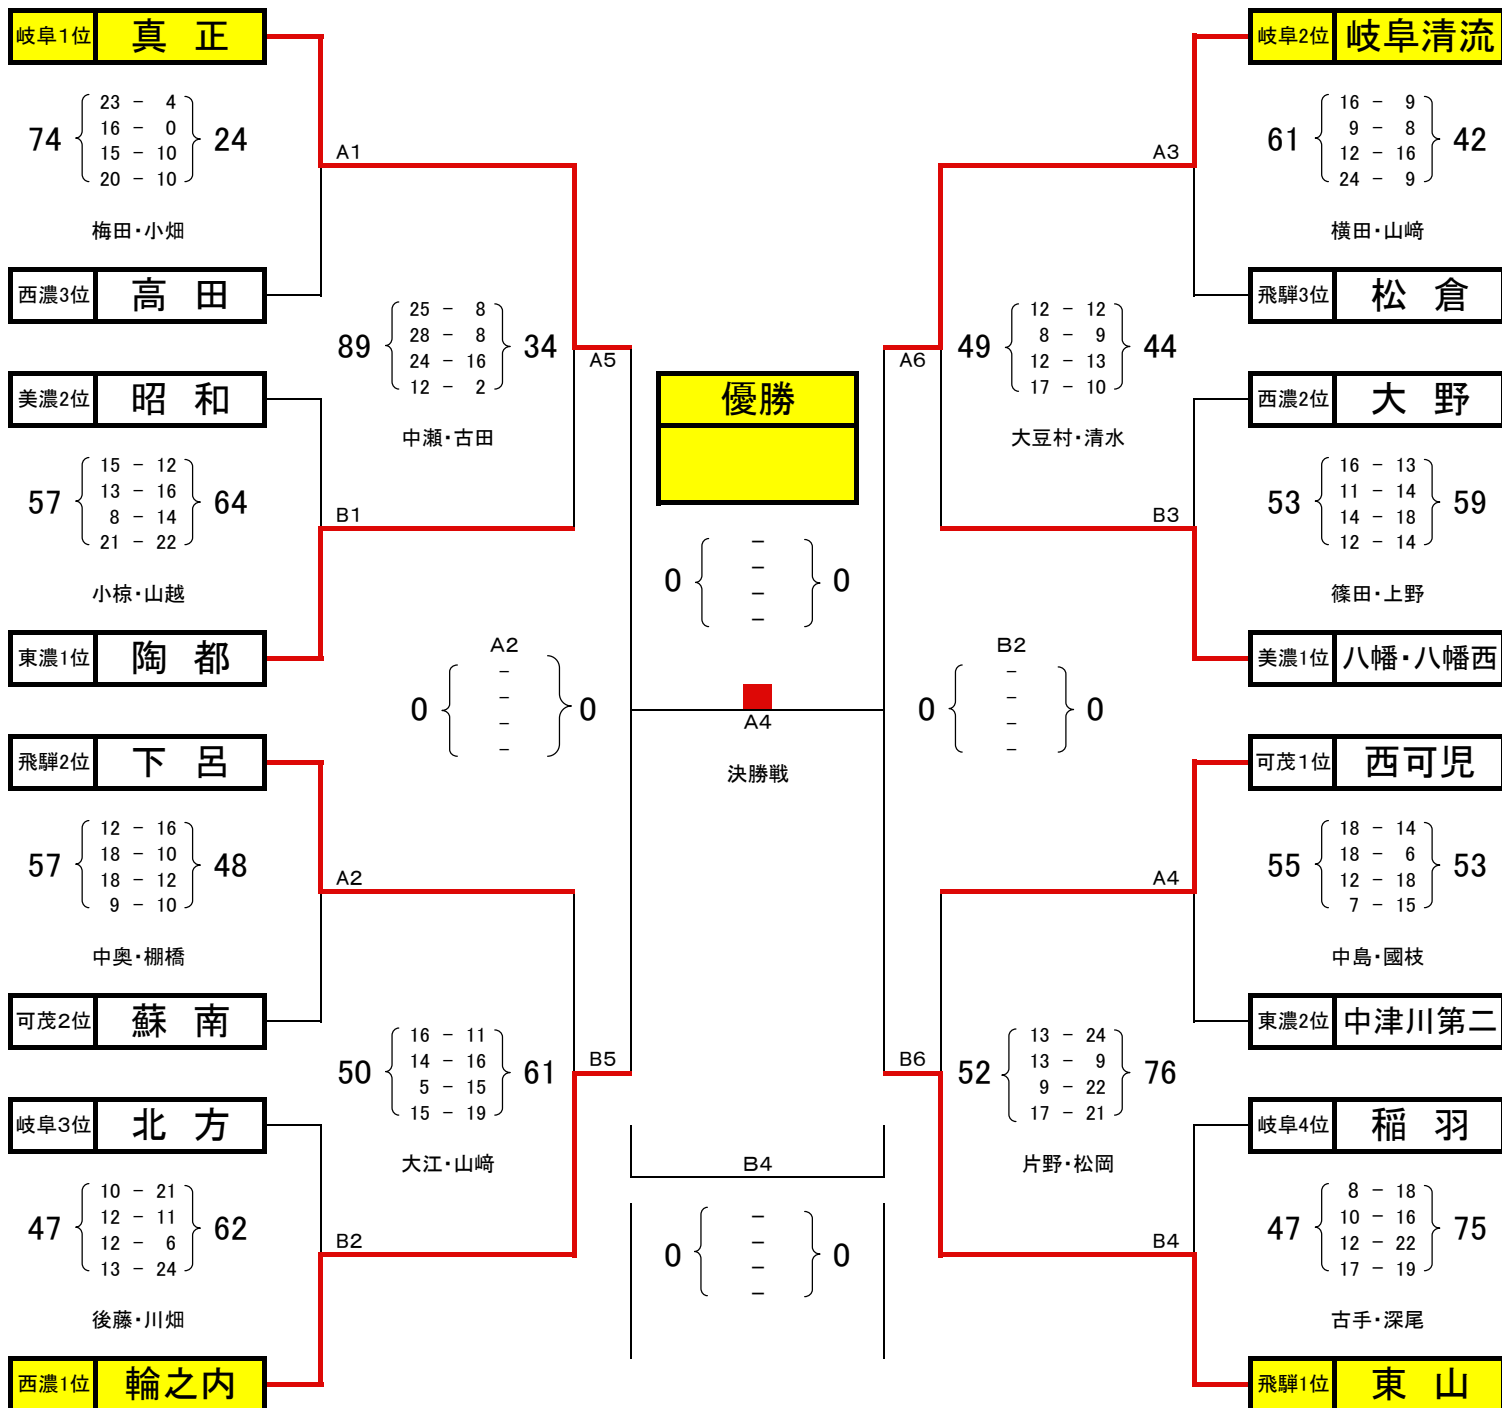 岐阜1位 真 正
74 23 - 4 24
16 - 0
15 - 10
20 - 10
梅田・小畑
A1
西濃3位 高 田
89 25 - 8 34
28 - 8
24 - 16
12 - 2
中瀬・古田
A5
美濃2位 昭 和
57 15 - 12 64
13 - 16
8 - 14
21 - 22
小椋・山越
B1
東濃1位 陶 都
A2
0 - 0
-
-
-
飛騨2位 下 呂
57 12 - 16 48
18 - 10
18 - 12
9 - 10
中奥・棚橋
A2
可茂2位 蘇 南
50 16 - 11 61
14 - 16
5 - 15
15 - 19
大江・山﨑
B5
岐阜3位 北 方
47 10 - 21 62
12 - 11
12 - 6
13 - 24
後藤・川畑
B2
西濃1位 輪之内
優勝
0 - 0
-
-
-
A4
決勝戦
B4
0 - 0
-
-
-
岐阜2位 岐阜清流
61 16 - 9 42
9 - 8
12 - 16
24 - 9
横田・山﨑
A3
飛騨3位 松 倉
A6
49 12 - 12 44
8 - 9
12 - 13
17 - 10
大豆村・清水
西濃2位 大 野
53 16 - 13 59
11 - 14
14 - 18
12 - 14
篠田・上野
B3
美濃1位 八幡・八幡西
B2
0 - 0
-
-
-
可茂1位 西可児
55 18 - 14 53
18 - 6
12 - 18
7 - 15
中島・國枝
A4
東濃2位 中津川第二
B6
52 13 - 24 76
13 - 9
9 - 22
17 - 21
片野・松岡
岐阜4位 稲 羽
47 8 - 18 75
10 - 16
12 - 22
17 - 19
古手・深尾
B4
飛騨1位 東 山